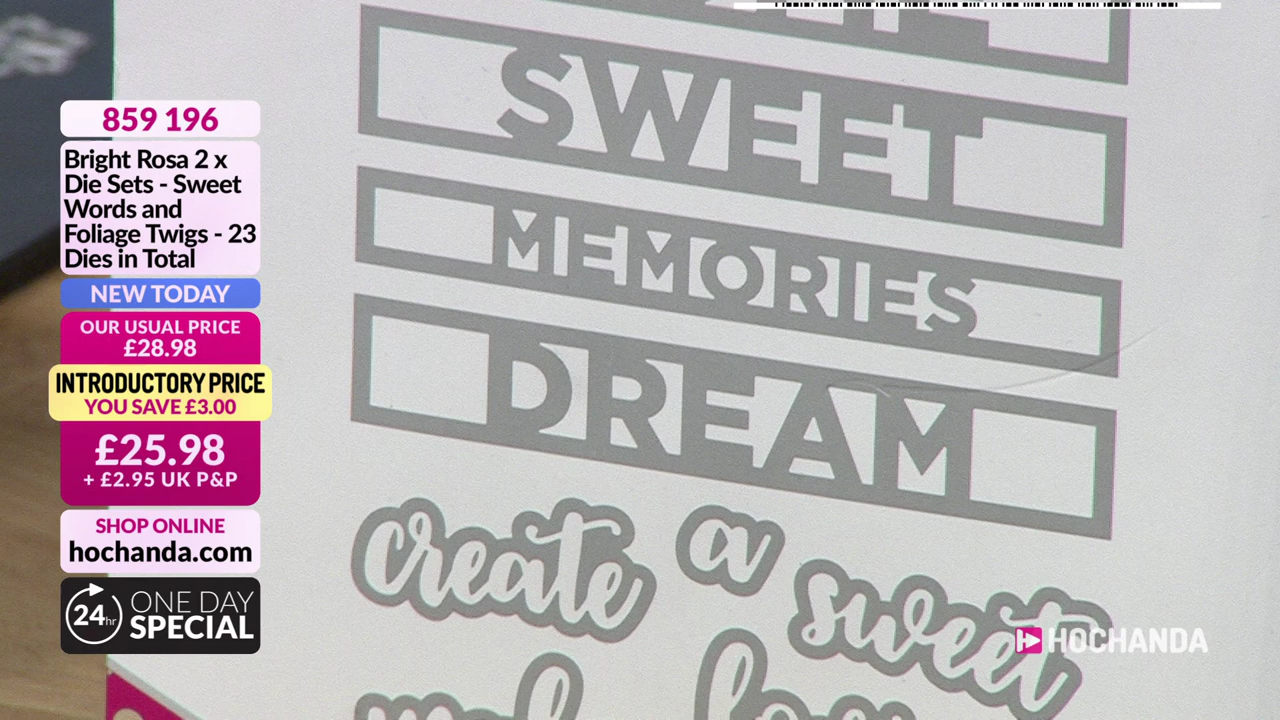 859 196
Bright Rosa 2 x
Die Sets - Sweet
Words and
Foliage Twigs - 23
Dies in Total
NEW TODAY
OUR USUAL PRICE
£28.98
INTRODUCTORY PRICE
YOU SAVE £3.00
£25.98
+ £2.95 UK P&P
SHOP ONLINE
hochanda.com
24hr ONE DAY
SPECIAL
SWEET
MEMORIES
DREAM
create a sweet
HOCHANDA